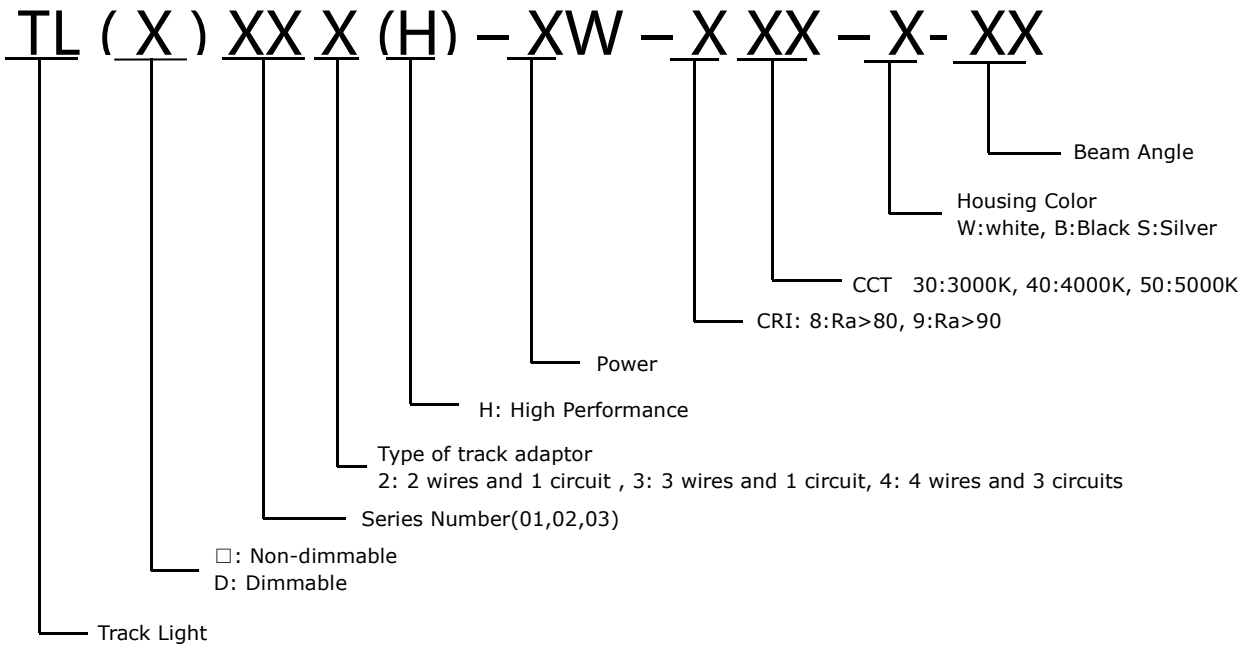 TL ( X ) XX X (H) – XW – X XX – X- XX
Beam Angle
Housing Color
W:white, B:Black S:Silver
CCT 30:3000K, 40:4000K, 50:5000K
CRI: 8:Ra>80, 9:Ra>90
Power
H: High Performance
Type of track adaptor
2: 2 wires and 1 circuit , 3: 3 wires and 1 circuit, 4: 4 wires and 3 circuits
Series Number(01,02,03)
□: Non-dimmable
D: Dimmable
Track Light